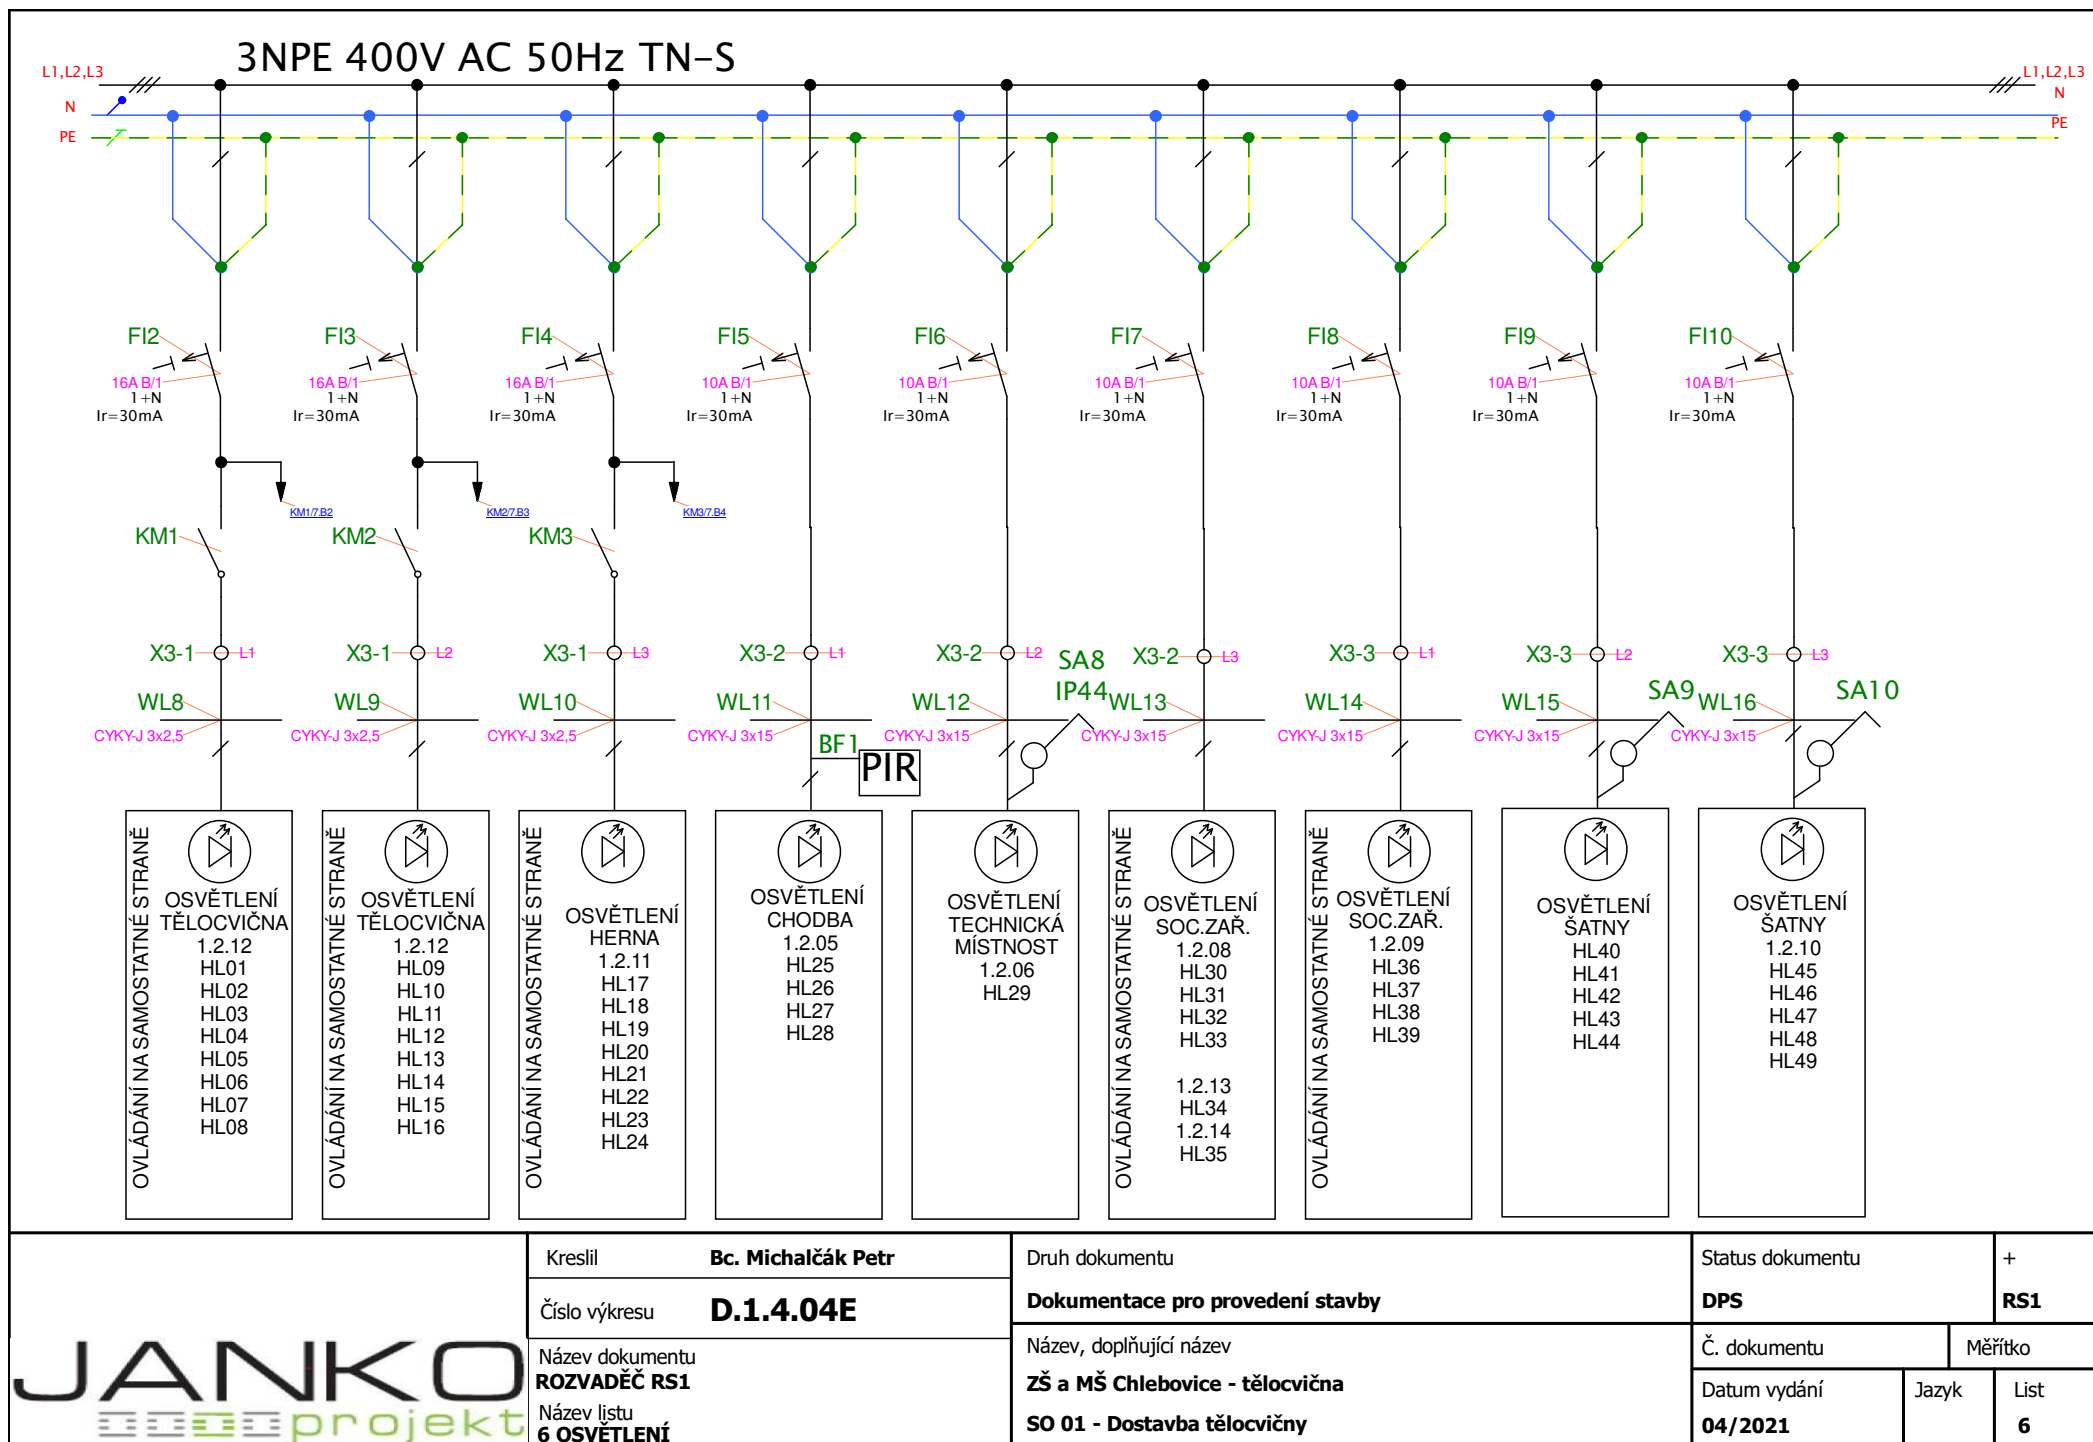 3NPE 400V AC 50Hz TN-S
L1,L2,L3
N
PE
L1,L2,L3
N
PE
FI2
16A B/1
1+N
Ir=30mA
FI3
16A B/1
1+N
Ir=30mA
FI4
16A B/1
1+N
Ir=30mA
FI5
10A B/1
1+N
Ir=30mA
FI6
10A B/1
1+N
Ir=30mA
FI7
10A B/1
1+N
Ir=30mA
FI8
10A B/1
1+N
Ir=30mA
FI9
10A B/1
1+N
Ir=30mA
FI10
10A B/1
1+N
Ir=30mA
KM1/7.B2
KM2/7.B3
KM3/7.B4
KM1
KM2
KM3
X3-1 L1
X3-1 L2
X3-1 L3
X3-2 L1
X3-2 L2
X3-2 L3
X3-3 L1
X3-3 L2
X3-3 L3
WL8
CYKY-J 3x2,5
WL9
CYKY-J 3x2,5
WL10
CYKY-J 3x2,5
WL11
CYKY-J 3x15
BF1
PIR
WL12
CYKY-J 3x15
SA8
IP44
WL13
CYKY-J 3x15
WL14
CYKY-J 3x15
WL15
CYKY-J 3x15
SA9
WL16
CYKY-J 3x15
SA10
OVLÁDÁNÍ NA SAMOSTATNÉ STRANĚ
OSVĚTLENÍ
TĚLOCVIČNA
1.2.12
HL01
HL02
HL03
HL04
HL05
HL06
HL07
HL08
OVLÁDÁNÍ NA SAMOSTATNÉ STRANĚ
OSVĚTLENÍ
TĚLOCVIČNA
1.2.12
HL09
HL10
HL11
HL12
HL13
HL14
HL15
HL16
OVLÁDÁNÍ NA SAMOSTATNÉ STRANĚ
OSVĚTLENÍ
HERNA
1.2.11
HL17
HL18
HL19
HL20
HL21
HL22
HL23
HL24
OSVĚTLENÍ
CHODBA
1.2.05
HL25
HL26
HL27
HL28
OSVĚTLENÍ
TECHNICKÁ
MÍSTNOST
1.2.06
HL29
OVLÁDÁNÍ NA SAMOSTATNÉ STRANĚ
OSVĚTLENÍ
SOC.ZAŘ.
1.2.08
HL30
HL31
HL32
HL33
1.2.13
HL34
1.2.14
HL35
OVLÁDÁNÍ NA SAMOSTATNÉ STRANĚ
OSVĚTLENÍ
SOC.ZAŘ.
1.2.09
HL36
HL37
HL38
HL39
OSVĚTLENÍ
ŠATNY
HL40
HL41
HL42
HL43
HL44
OSVĚTLENÍ
ŠATNY
1.2.10
HL45
HL46
HL47
HL48
HL49
JANKO
projekt
Kreslil Bc. Michalčák Petr
Číslo výkresu D.1.4.04E
Název dokumentu
ROZVADĚČ RS1
Název listu
6 OSVĚTLENÍ
Druh dokumentu
Dokumentace pro provedení stavby
Název, doplňující název
ZŠ a MŠ Chlebovice - tělocvična
SO 01 - Dostavba tělocvičny
Status dokumentu
DPS
+
RS1
Č. dokumentu
Měřítko
Datum vydání
04/2021
Jazyk
List
6